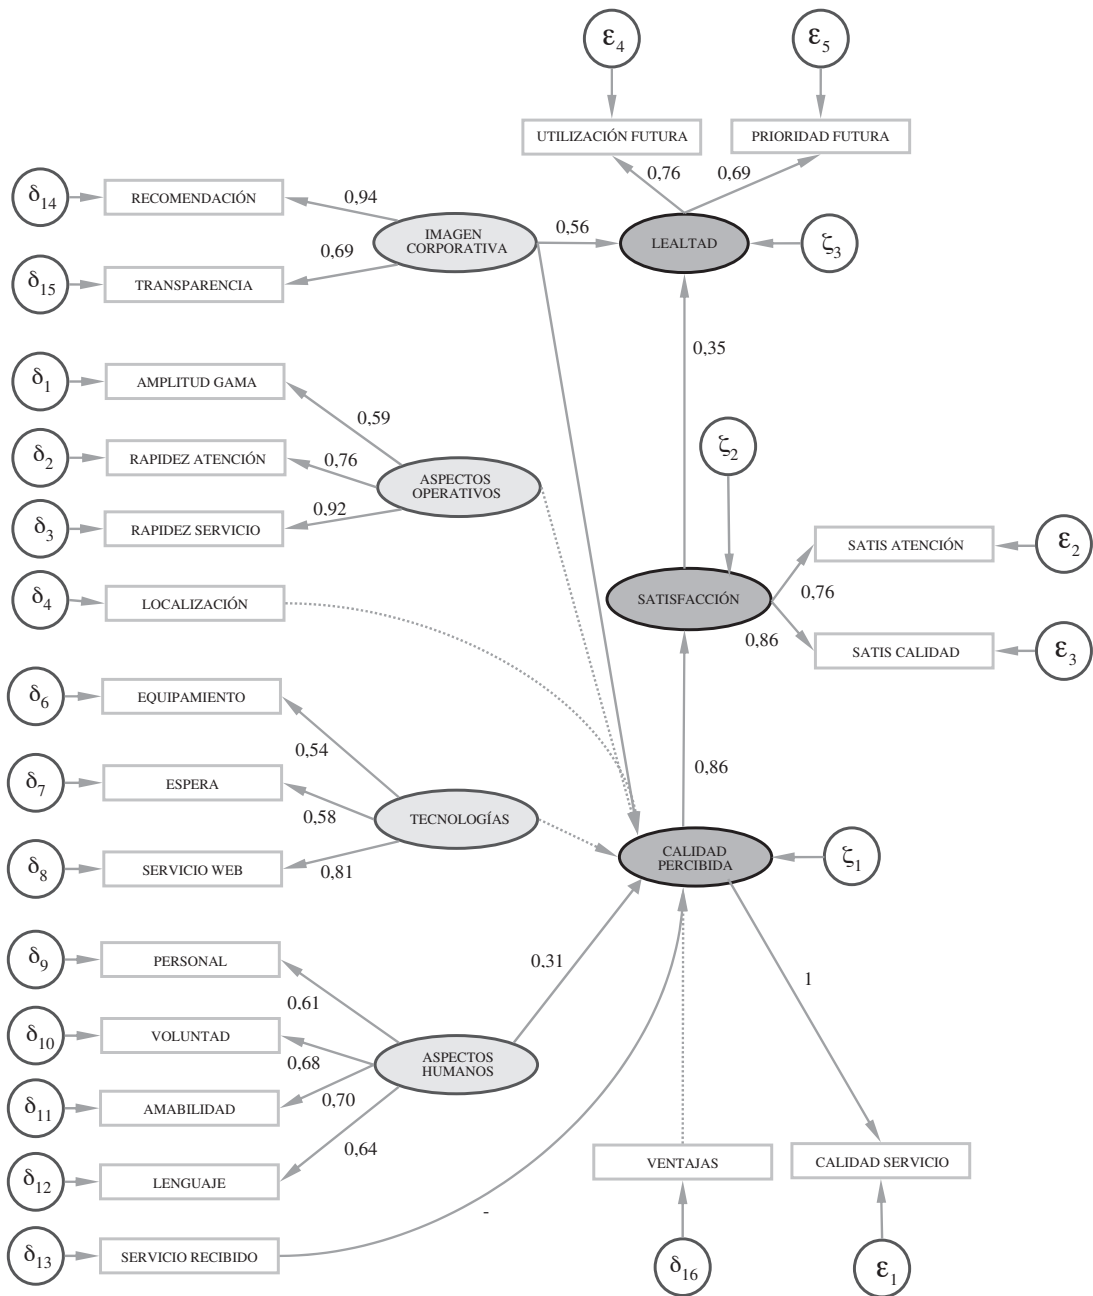 ε4
ε5
UTILIZACIÓN FUTURA
PRIORIDAD FUTURA
0,76
0,69
δ14
RECOMENDACIÓN
0,94
IMAGEN
CORPORATIVA
0,56
LEALTAD
ζ3
0,69
δ15
TRANSPARENCIA
0,35
δ1
AMPLITUD GAMA
0,59
δ2
RAPIDEZ ATENCIÓN
0,76
ASPECTOS
OPERATIVOS
ζ2
δ3
RAPIDEZ SERVICIO
0,92
SATIS ATENCIÓN
ε2
δ4
LOCALIZACIÓN
SATISFACCIÓN
0,76
0,86
SATIS CALIDAD
ε3
δ6
EQUIPAMIENTO
0,54
0,86
δ7
ESPERA
0,58
TECNOLOGÍAS
δ8
SERVICIO WEB
0,81
CALIDAD
PERCIBIDA
ζ1
δ9
PERSONAL
0,61
0,31
1
δ10
VOLUNTAD
0,68
ASPECTOS
HUMANOS
δ11
AMABILIDAD
0,70
δ12
LENGUAJE
0,64
VENTAJAS
CALIDAD SERVICIO
-
δ13
SERVICIO RECIBIDO
δ16
ε1